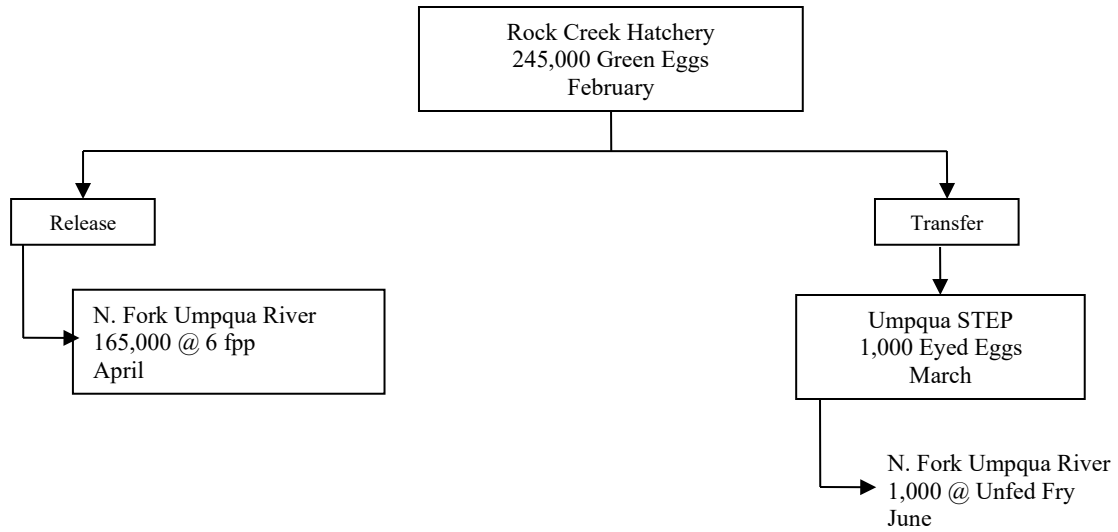 Rock Creek Hatchery
245,000 Green Eggs
February
Release
Transfer
N. Fork Umpqua River
165,000 @ 6 fpp
April
Umpqua STEP
1,000 Eyed Eggs
March
N. Fork Umpqua River
1,000 @ Unfed Fry
June